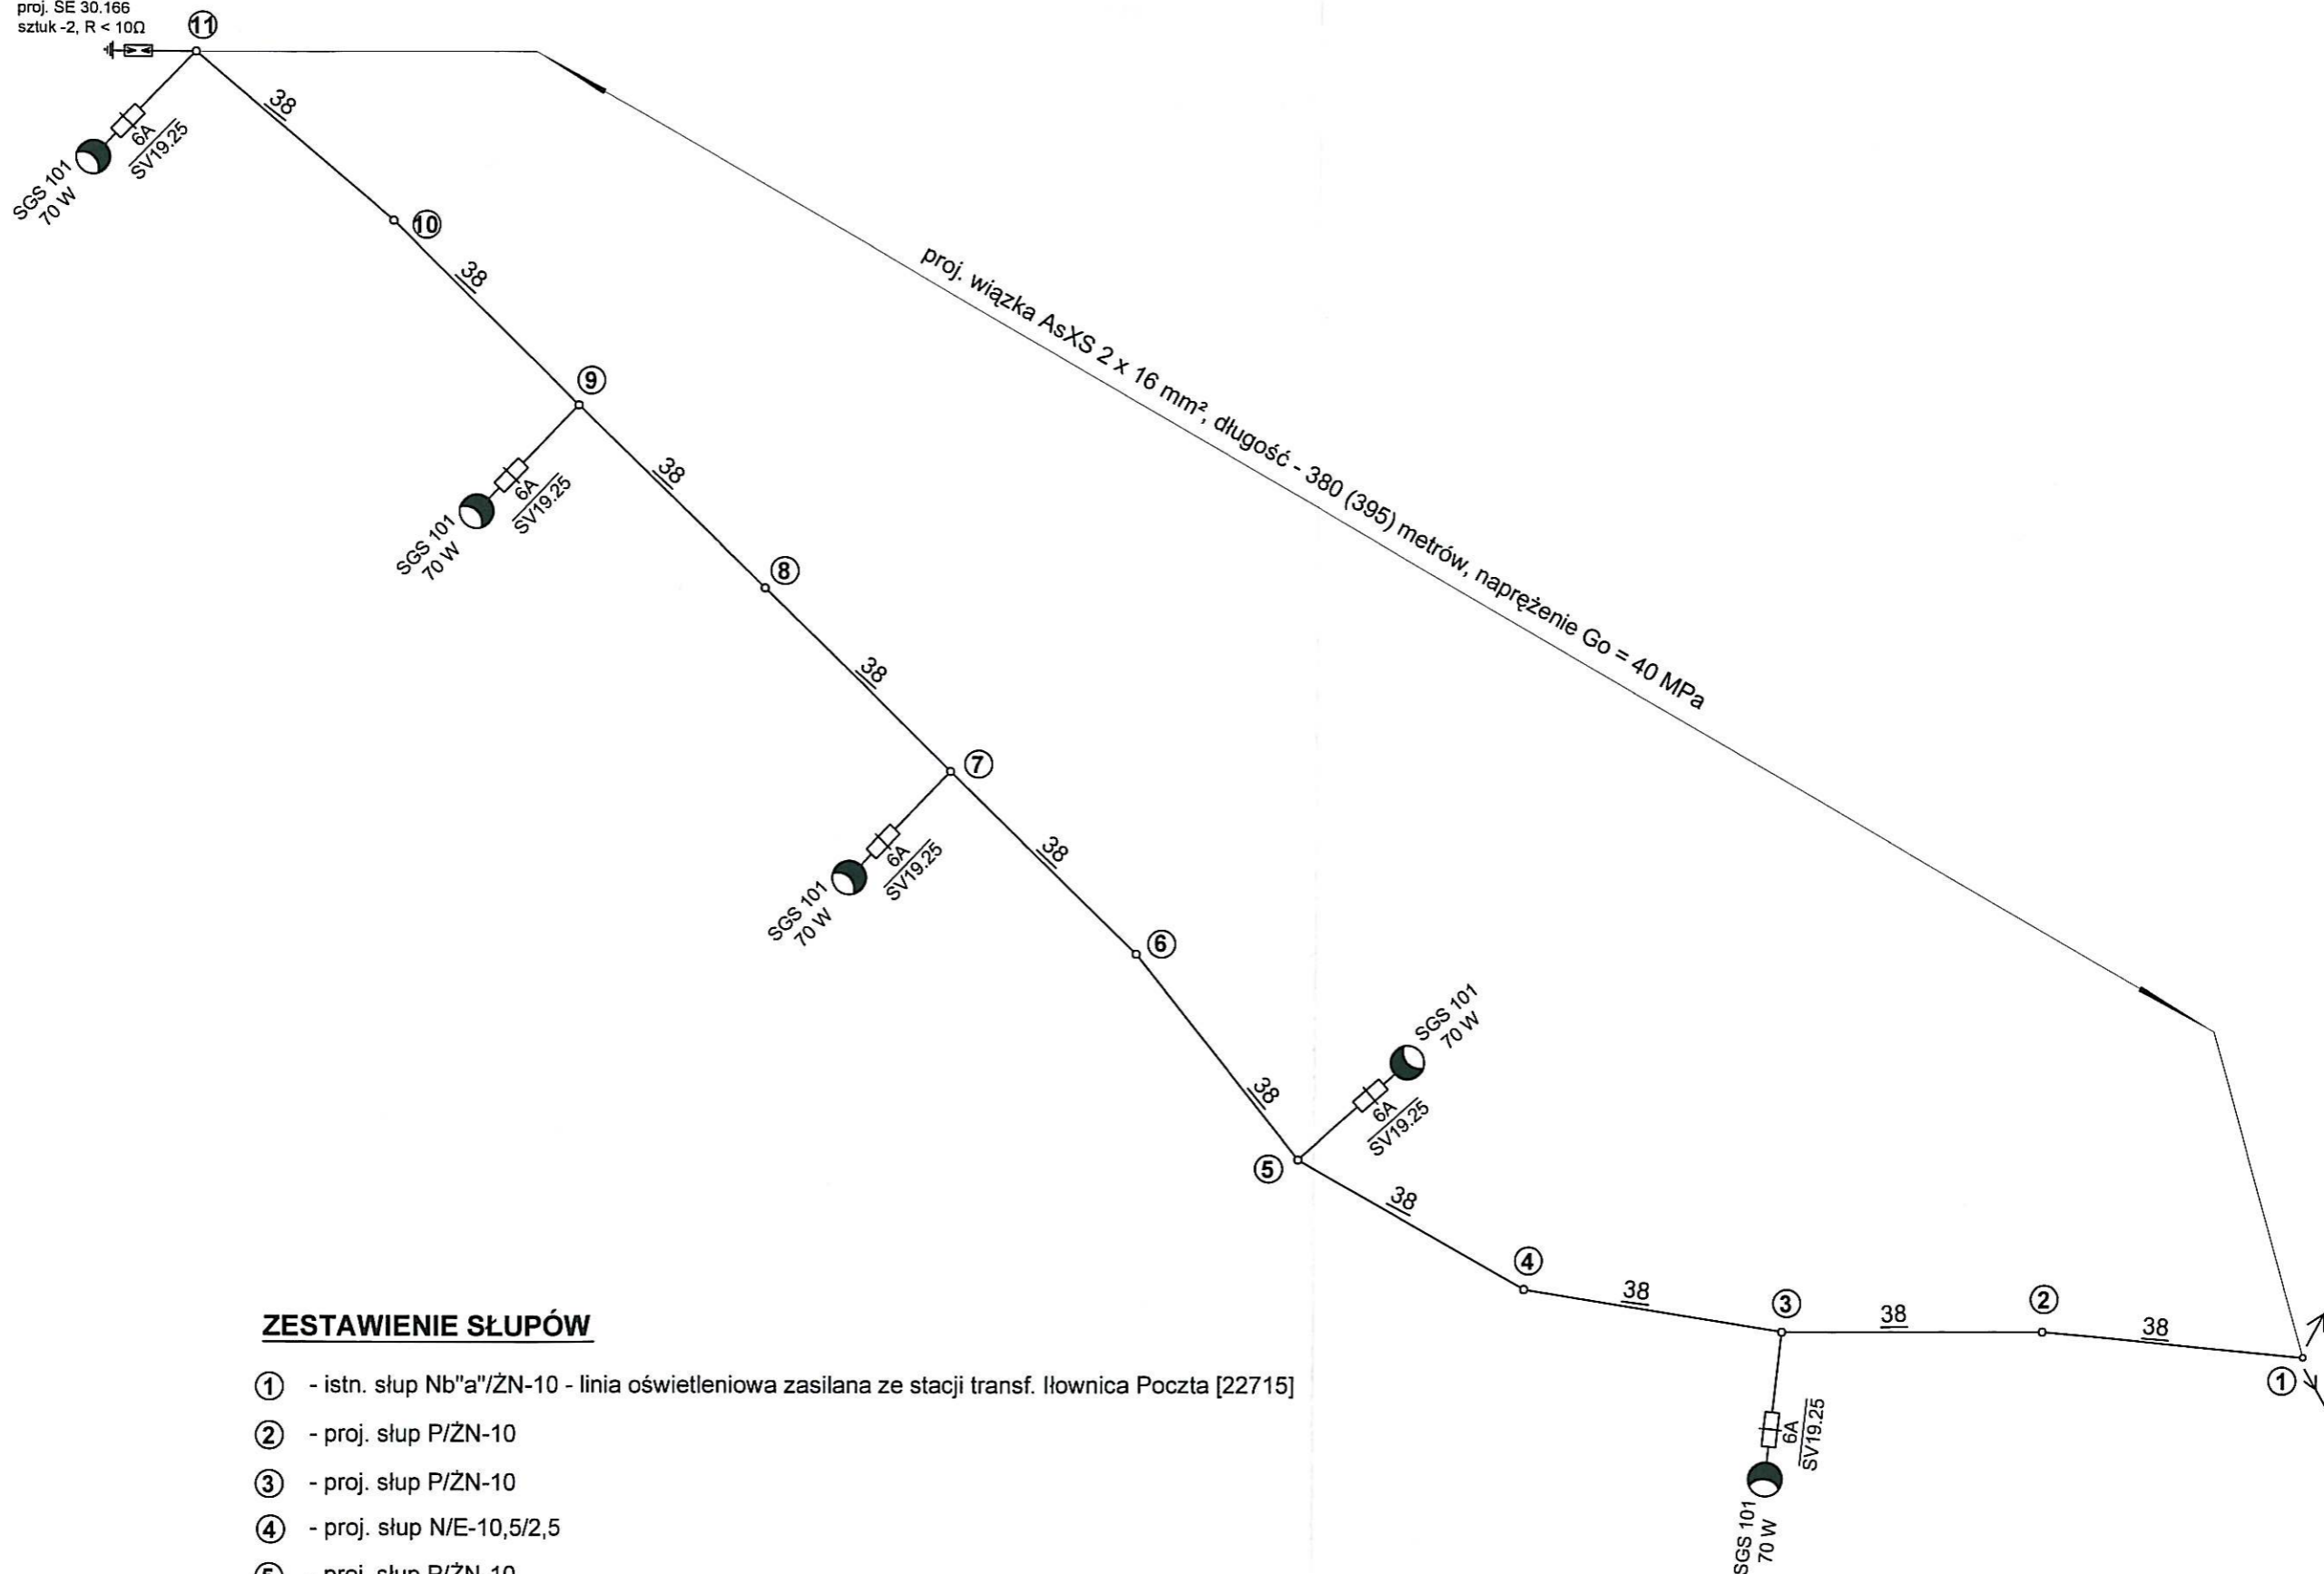 proj. SE 30.166
sztuk -2, R < 10Ω
11
38
6A
SV19.25
SGS 101
70 W
10
38
9
38
6A
SV19.25
SGS 101
70 W
8
38
7
38
6A
SV19.25
SGS 101
70 W
6
38
proj. wiązka AsXS 2 x 16 mm², długość - 380 (395) metrów, naprężenie Go = 40 MPa
SGS 101
70 W
6A
SV19.25
5
38
4
38
3
38
2
38
1
6A
SV19.25
SGS 101
70 W
ZESTAWIENIE SŁUPÓW
1 - istn. słup Nb"a"/ŻN-10 - linia oświetleniowa zasilana ze stacji transf. Iłownica Poczta [22715]
2 - proj. słup P/ŻN-10
3 - proj. słup P/ŻN-10
4 - proj. słup N/E-10,5/2,5
5 - proj. słup P/ŻN-10